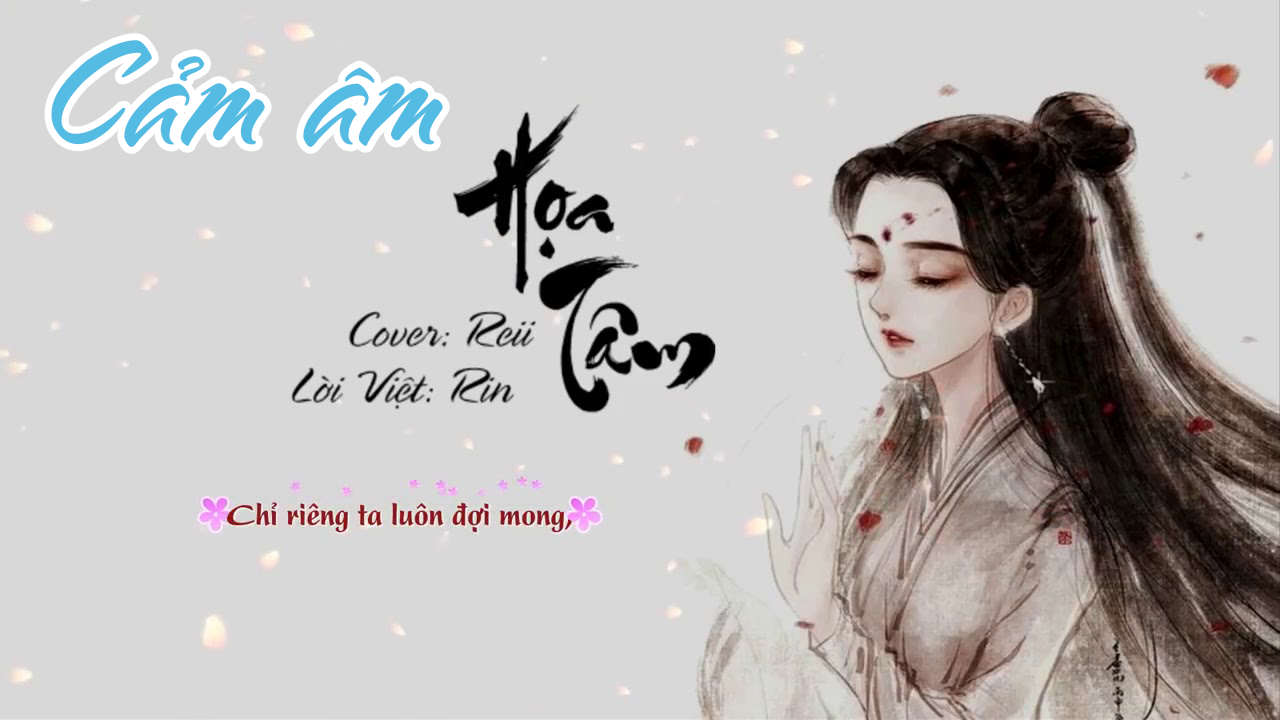 Cảm âm
Họa
Tâm
Cover: Reii
Lời Việt: Rin
Chỉ riêng ta luôn đợi mong,